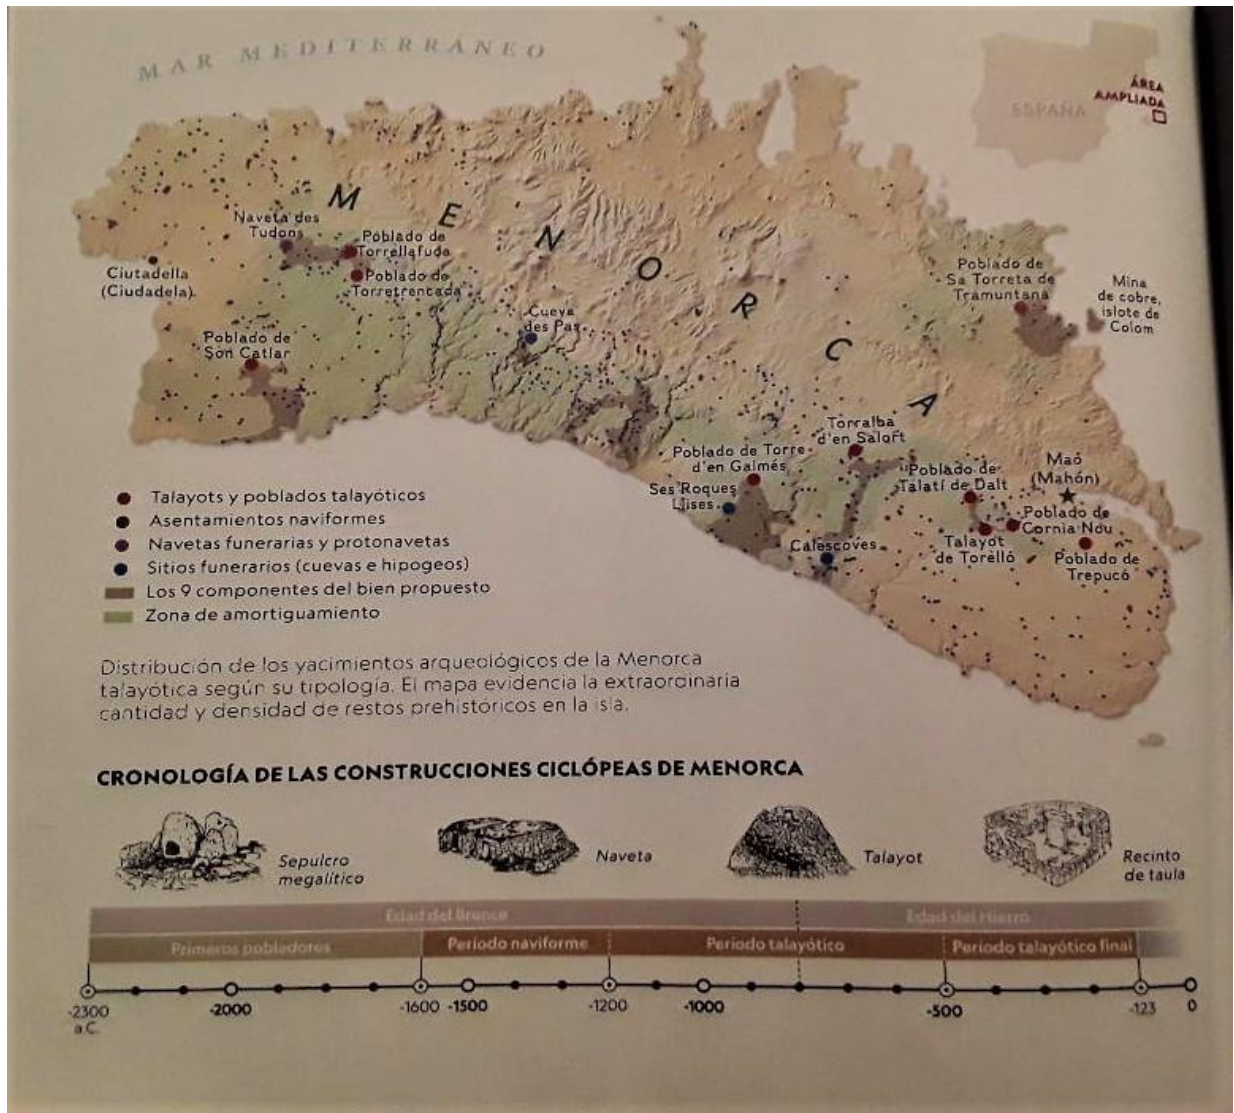 MAR MEDITERRÁNEO
ÁREA
AMPLIADA
ESPAÑA
MENORCA
Naveta des
Tudons
Poblado de
Torrellafuda
Poblado de
Torretrencada
Ciutadella
(Ciudadela)
Poblado de
Son Catlar
Cueva
des Pas
Poblado de
Sa Torreta de
Tramuntana
Mina
de cobre,
islote de
Colom
Torralba
d'en Salort
Poblado de Torre
d'en Galmés
Ses Roques
Llises
Poblado de
Talatí de Dalt
Maó
(Mahón)
Poblado de
Cornia Nou
Calescoves
Talayot
de Torelló
Poblado de
Trepucó
Talayots y poblados talayóticos
Asentamientos naviformes
Navetas funerarias y protonavetas
Sitios funerarios (cuevas e hipogeos)
Los 9 componentes del bien propuesto
Zona de amortiguamiento
Distribución de los yacimientos arqueológicos de la Menorca
talayótica según su tipología. El mapa evidencia la extraordinaria
cantidad y densidad de restos prehistóricos en la isla.
CRONOLOGÍA DE LAS CONSTRUCCIONES CICLÓPEAS DE MENORCA
Sepulcro
megalítico
Naveta
Talayot
Recinto
de taula
Edad del Bronce
Edad del Hierro
Primeros pobladores
Período naviforme
Período talayótico
Período talayótico final
-2300
a.C.
-2000
-1600
-1500
-1200
-1000
-500
-123
0